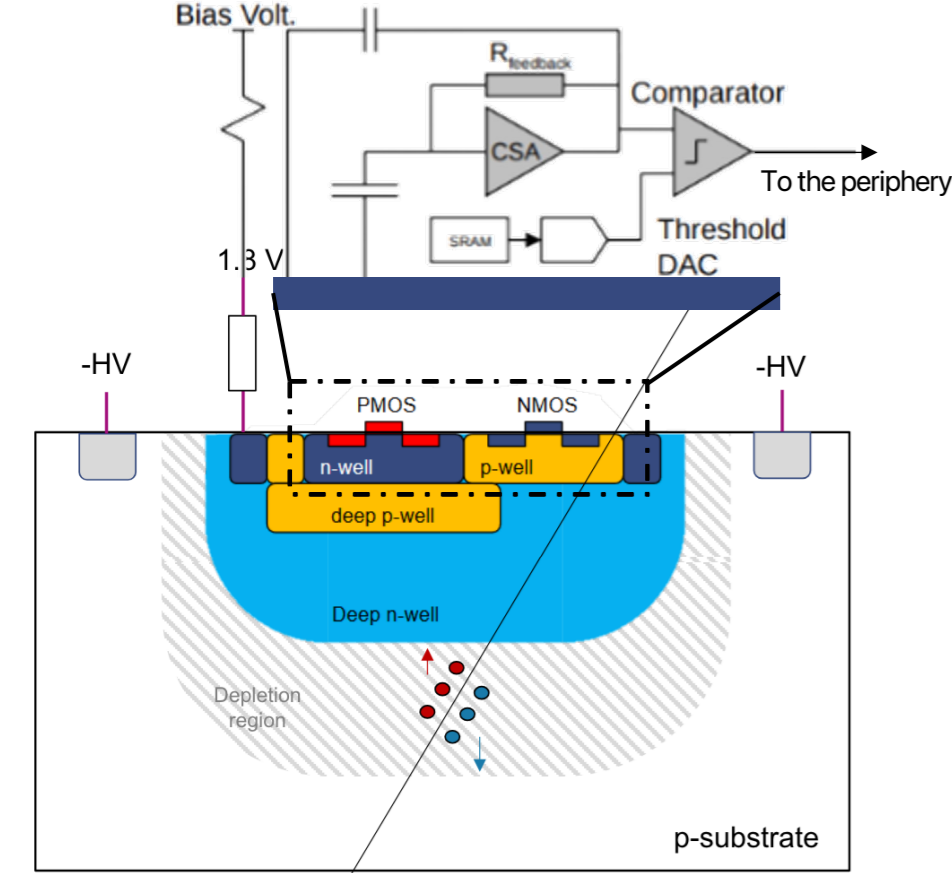 Bias Volt.
R feedback
Comparator
CSA
To the periphery
SRAM
Threshold
DAC
1.8 V
-HV
-HV
PMOS
NMOS
n-well
p-well
deep p-well
Deep n-well
Depletion
region
p-substrate